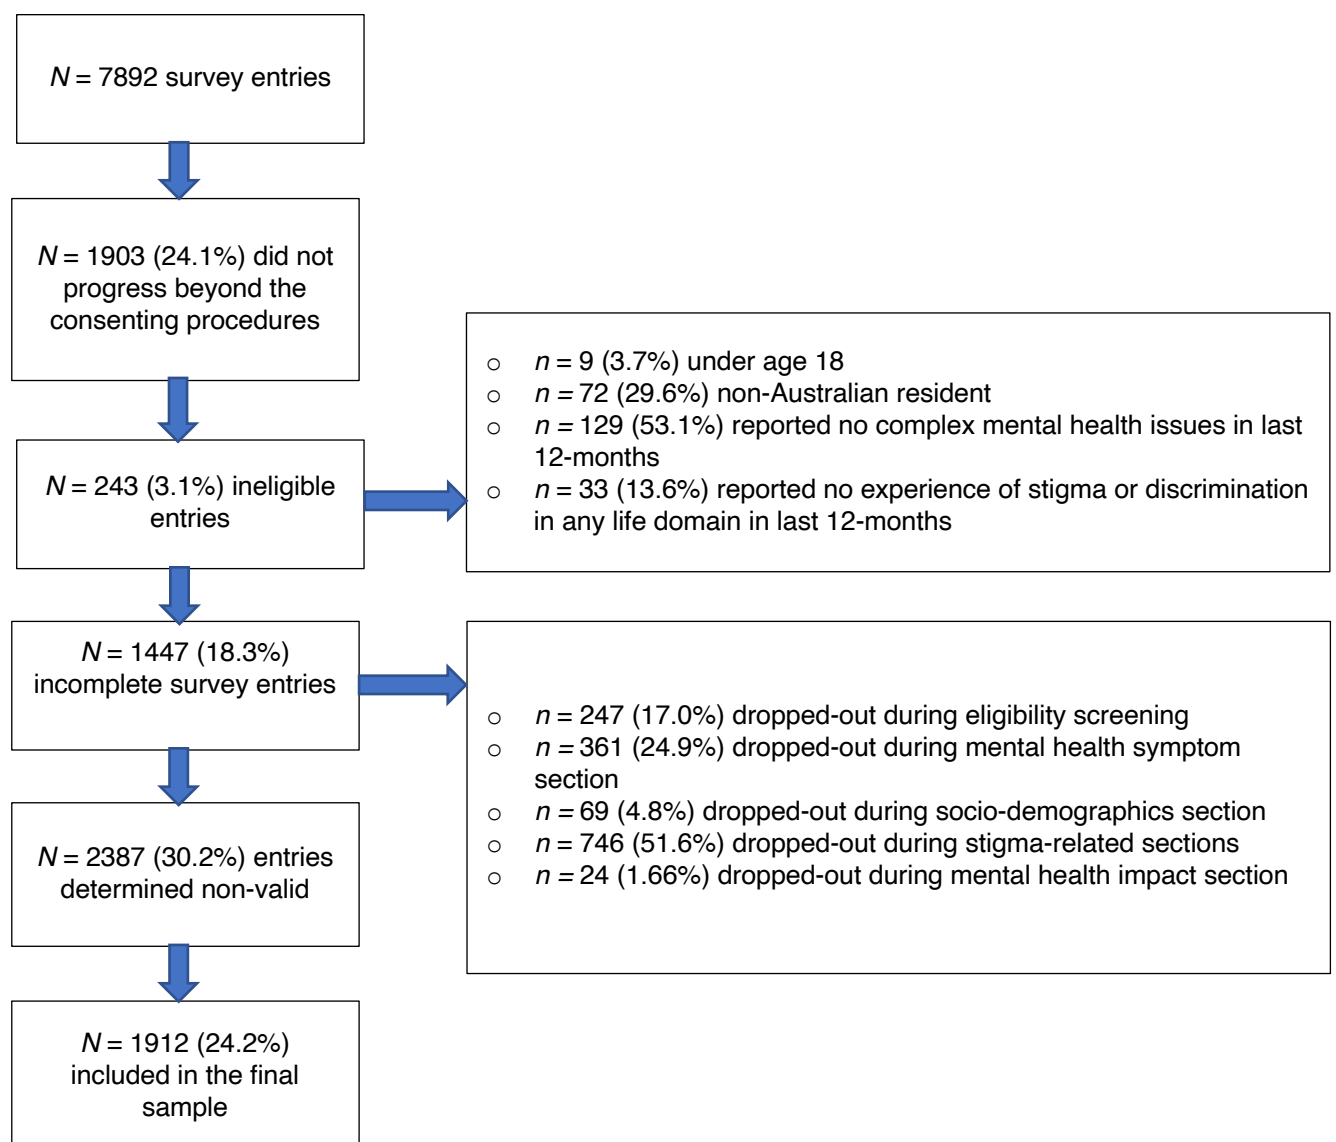 N = 7892 survey entries
N = 1903 (24.1%) did not
progress beyond the
consenting procedures
N = 243 (3.1%) ineligible
entries
○ n = 9 (3.7%) under age 18
○ n = 72 (29.6%) non-Australian resident
○ n = 129 (53.1%) reported no complex mental health issues in last
12-months
○ n = 33 (13.6%) reported no experience of stigma or discrimination
in any life domain in last 12-months
N = 1447 (18.3%)
incomplete survey entries
○ n = 247 (17.0%) dropped-out during eligibility screening
○ n = 361 (24.9%) dropped-out during mental health symptom
section
○ n = 69 (4.8%) dropped-out during socio-demographics section
○ n = 746 (51.6%) dropped-out during stigma-related sections
○ n = 24 (1.66%) dropped-out during mental health impact section
N = 2387 (30.2%) entries
determined non-valid
N = 1912 (24.2%)
included in the final
sample